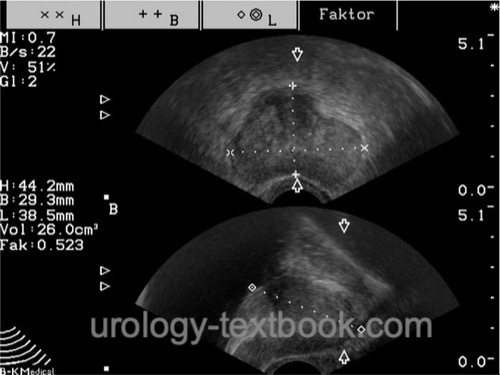 ×× H ++ B ◇◎ L Faktor
MI:0.7
B/s:22
V: 51%
Gl:2
5.1
0.0
B
H:44.2mm
B:29.3mm
L:38.5mm
Vol:26.0cm³
Fak:0.523
5.1
0.0
urology-textbook.com
B-KMedical